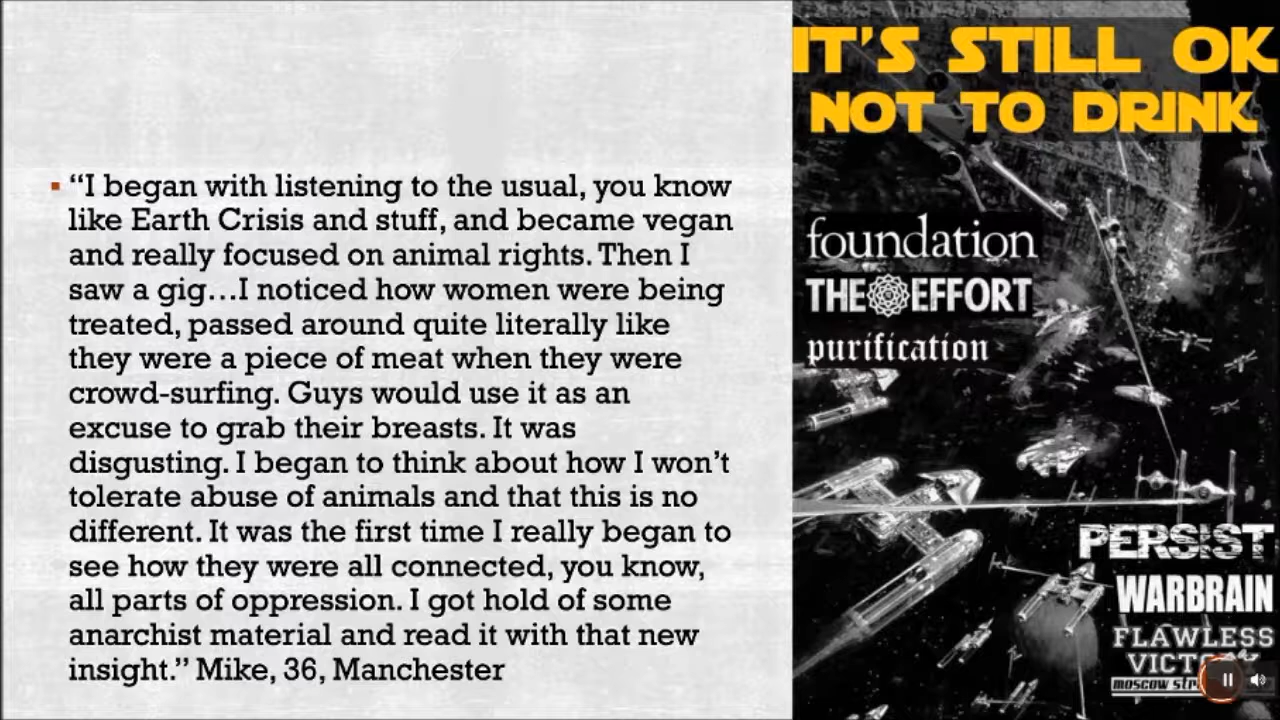 “I began with listening to the usual, you know
like Earth Crisis and stuff, and became vegan
and really focused on animal rights. Then I
saw a gig…I noticed how women were being
treated, passed around quite literally like
they were a piece of meat when they were
crowd-surfing. Guys would use it as an
excuse to grab their breasts. It was
disgusting. I began to think about how I won’t
tolerate abuse of animals and that this is no
different. It was the first time I really began to
see how they were all connected, you know,
all parts of oppression. I got hold of some
anarchist material and read it with that new
insight.” Mike, 36, Manchester
IT’S STILL OK
NOT TO DRINK
foundation
THE EFFORT
purification
PERSIST
WARBRAIN
FLAWLESS
moscow